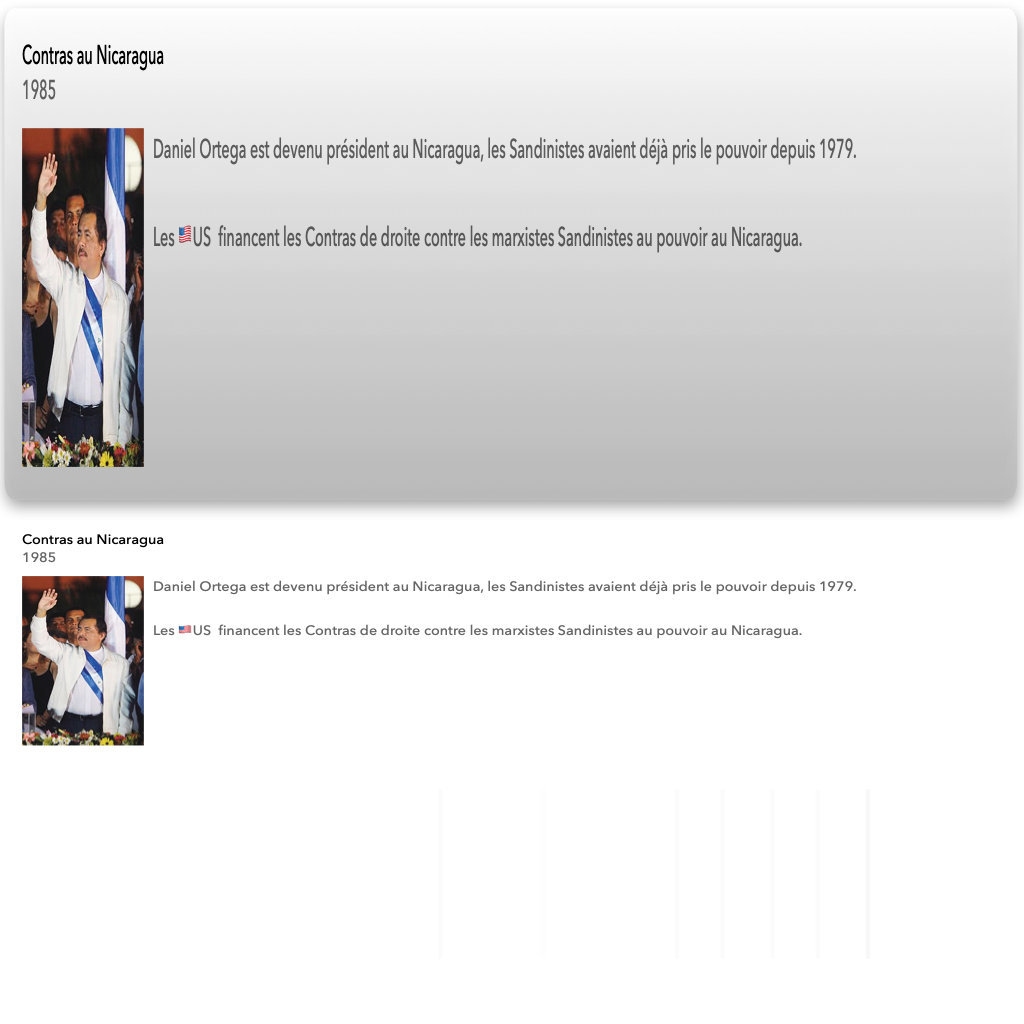 Contras au Nicaragua
1985
Daniel Ortega est devenu président au Nicaragua, les Sandinistes avaient déjà pris le pouvoir depuis 1979.
Les 🇺🇸US  financent les Contras de droite contre les marxistes Sandinistes au pouvoir au Nicaragua.
Contras au Nicaragua
1985
Daniel Ortega est devenu président au Nicaragua, les Sandinistes avaient déjà pris le pouvoir depuis 1979.
Les 🇺🇸US  financent les Contras de droite contre les marxistes Sandinistes au pouvoir au Nicaragua.